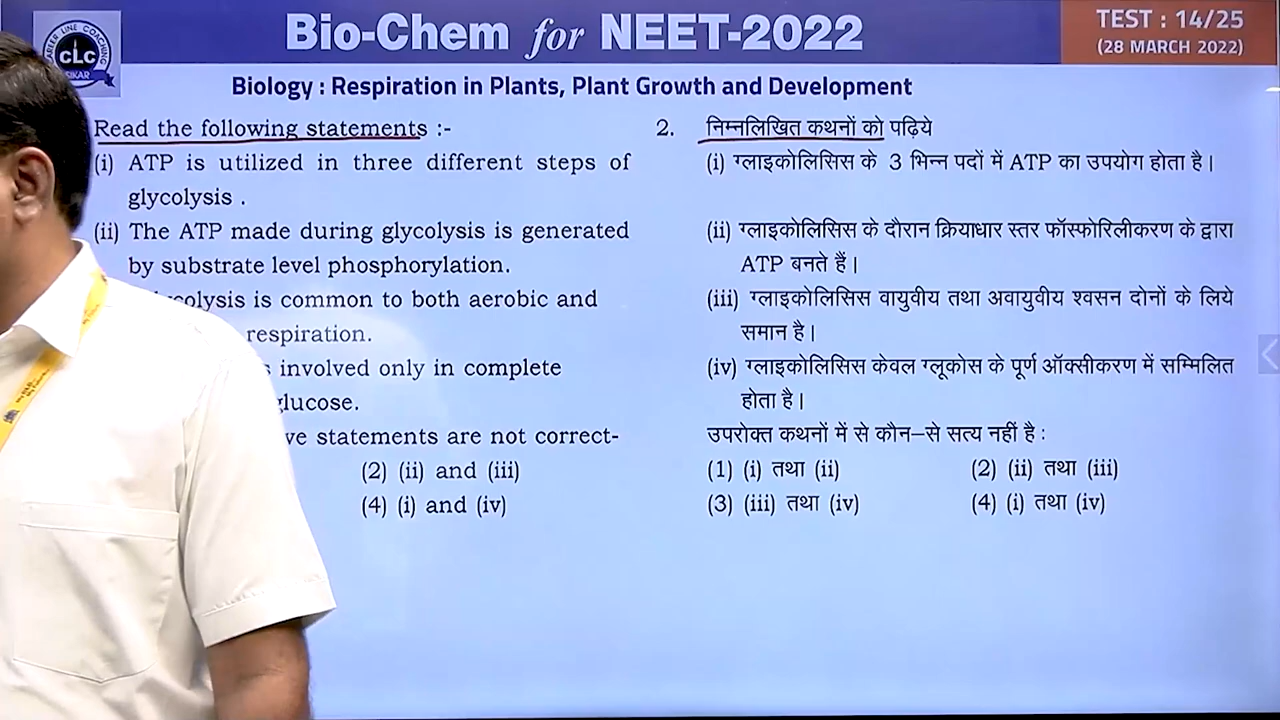 CAREER LINE COACHING
CLC
SIKAR
Bio-Chem for NEET-2022
TEST : 14/25
(28 MARCH 2022)
Biology : Respiration in Plants, Plant Growth and Development
Read the following statements :-
(i) ATP is utilized in three different steps of
glycolysis .
(ii) The ATP made during glycolysis is generated
by substrate level phosphorylation.
is common to both aerobic and
respiration.
involved only in complete
glucose.
statements are not correct-
(2) (ii) and (iii)
(4) (i) and (iv)
2. निम्नलिखित कथनों को पढ़िये
(i) ग्लाइकोलिसिस के 3 भिन्न पदों में ATP का उपयोग होता है।
(ii) ग्लाइकोलिसिस के दौरान क्रियाधार स्तर फॉस्फोरिलीकरण के द्वारा
ATP बनते हैं।
(iii) ग्लाइकोलिसिस वायुवीय तथा अवायुवीय श्वसन दोनों के लिये
समान है।
(iv) ग्लाइकोलिसिस केवल ग्लूकोस के पूर्ण ऑक्सीकरण में सम्मिलित
होता है।
उपरोक्त कथनों में से कौन–से सत्य नहीं है :
(1) (i) तथा (ii)
(2) (ii) तथा (iii)
(3) (iii) तथा (iv)
(4) (i) तथा (iv)